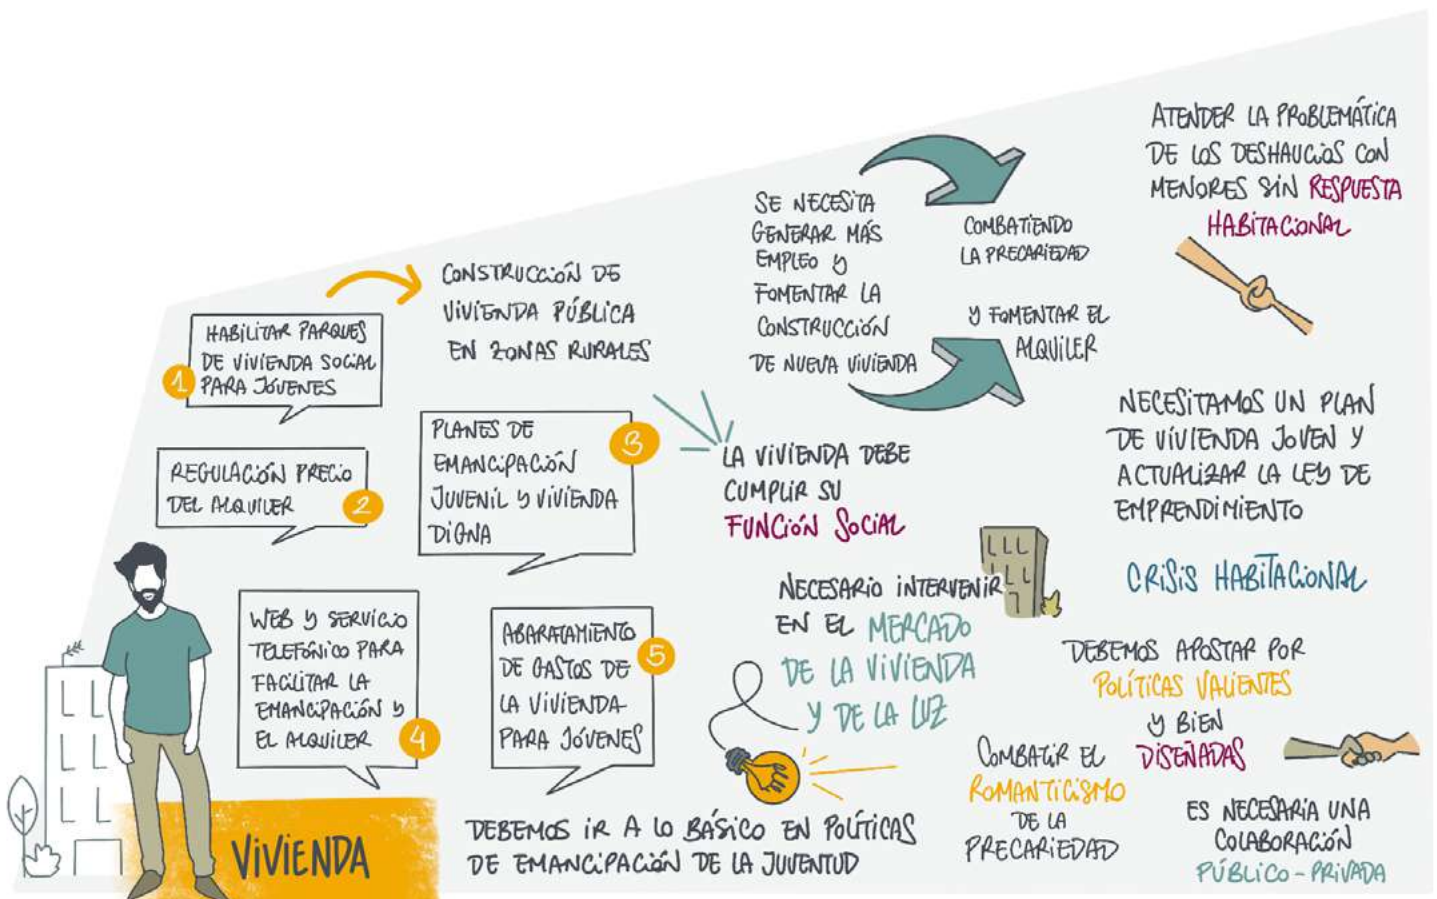 HABILITAR PARQUES
DE VIVIENDA SOCIAL
PARA JÓVENES
1
CONSTRUCCIÓN DE
VIVIENDA PÚBLICA
EN ZONAS RURALES
REGULACIÓN PRECIO
DEL ALQUILER
2
PLANES DE
EMANCIPACIÓN
JUVENIL Y VIVIENDA
DIGNA
3
WEB Y SERVICIO
TELEFÓNICO PARA
FACILITAR LA
EMANCIPACIÓN Y
EL ALQUILER
4
ABARATAMIENTO
DE GASTOS DE
LA VIVIENDA
PARA JÓVENES
5
VIVIENDA
DEBEMOS IR A LO BÁSICO EN POLÍTICAS
DE EMANCIPACIÓN DE LA JUVENTUD
SE NECESITA
GENERAR MÁS
EMPLEO Y
FOMENTAR LA
CONSTRUCCIÓN
DE NUEVA VIVIENDA
COMBATIENDO
LA PRECARIEDAD
Y FOMENTAR EL
ALQUILER
LA VIVIENDA DEBE
CUMPLIR SU
FUNCIÓN SOCIAL
NECESARIO INTERVENIR
EN EL MERCADO
DE LA VIVIENDA
Y DE LA LUZ
ATENDER LA PROBLEMÁTICA
DE LOS DESHAUCIOS CON
MENORES SIN RESPUESTA
HABITACIONAL
NECESITAMOS UN PLAN
DE VIVIENDA JOVEN Y
ACTUALIZAR LA LEY DE
EMPRENDIMIENTO
CRISIS HABITACIONAL
DEBEMOS APOSTAR POR
POLÍTICAS VALIENTES
Y BIEN
DISEÑADAS
COMBATIR EL
ROMANTICISMO
DE LA
PRECARIEDAD
ES NECESARIA UNA
COLABORACIÓN
PÚBLICO-PRIVADA